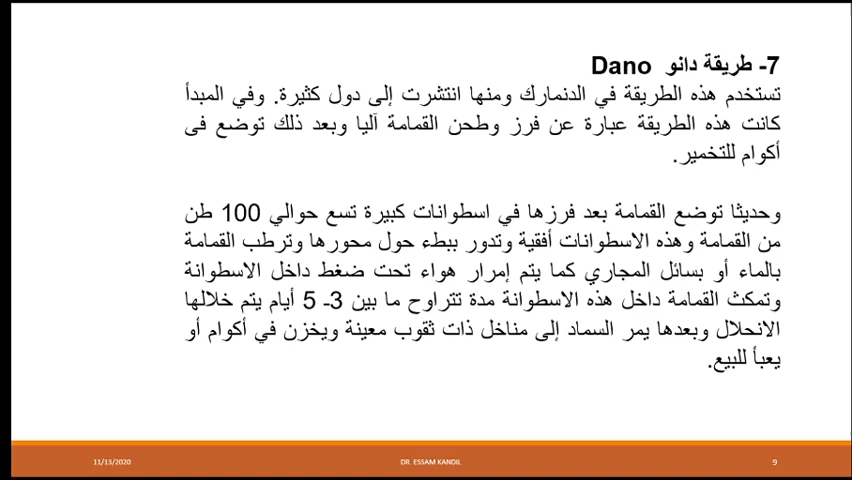 7- طريقة دانو Dano
تستخدم هذه الطريقة في الدنمارك ومنها انتشرت إلى دول كثيرة. وفي المبدأ
كانت هذه الطريقة عبارة عن فرز وطحن القمامة آليا وبعد ذلك توضع فى
أكوام للتخمير.
وحديثا توضع القمامة بعد فرزها في اسطوانات كبيرة تسع حوالي 100 طن
من القمامة وهذه الاسطوانات أفقية وتدور ببطء حول محورها وترطب القمامة
بالماء أو بسائل المجاري كما يتم إمرار هواء تحت ضغط داخل الاسطوانة
وتمكث القمامة داخل هذه الاسطوانة مدة تتراوح ما بين 3- 5 أيام يتم خلالها
الانحلال وبعدها يمر السماد إلى مناخل ذات ثقوب معينة ويخزن في أكوام أو
يعبأ للبيع.
11/13/2020 DR. ESSAM KANDIL 9